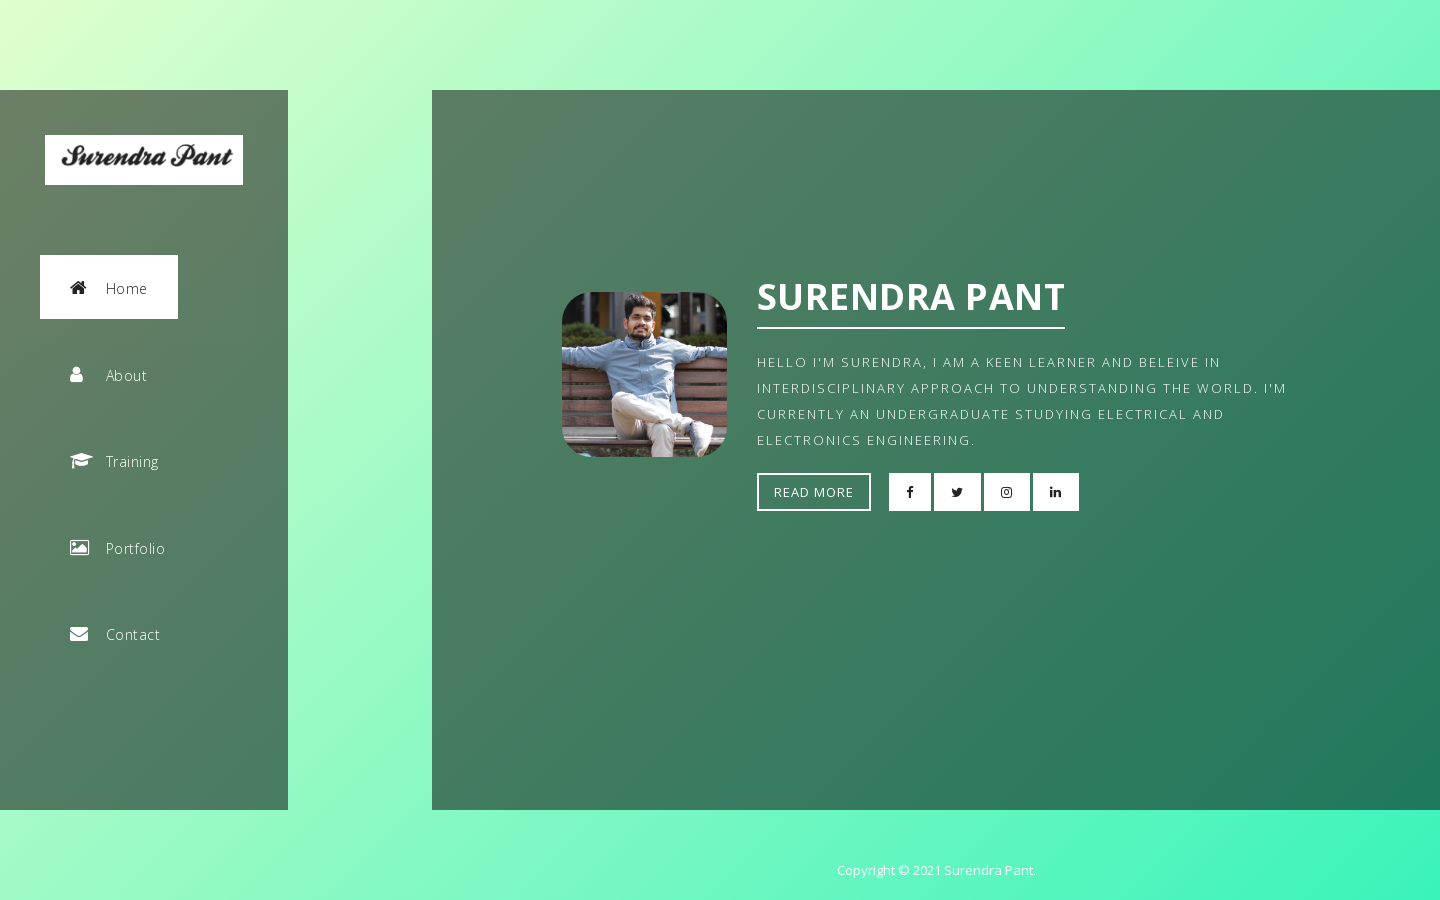 Surendra Pant
Home
About
Training
Portfolio
Contact
SURENDRA PANT
HELLO I'M SURENDRA, I AM A KEEN LEARNER AND BELEIVE IN
INTERDISCIPLINARY APPROACH TO UNDERSTANDING THE WORLD. I'M
CURRENTLY AN UNDERGRADUATE STUDYING ELECTRICAL AND
ELECTRONICS ENGINEERING.
READ MORE
Copyright © 2021 Surendra Pant.